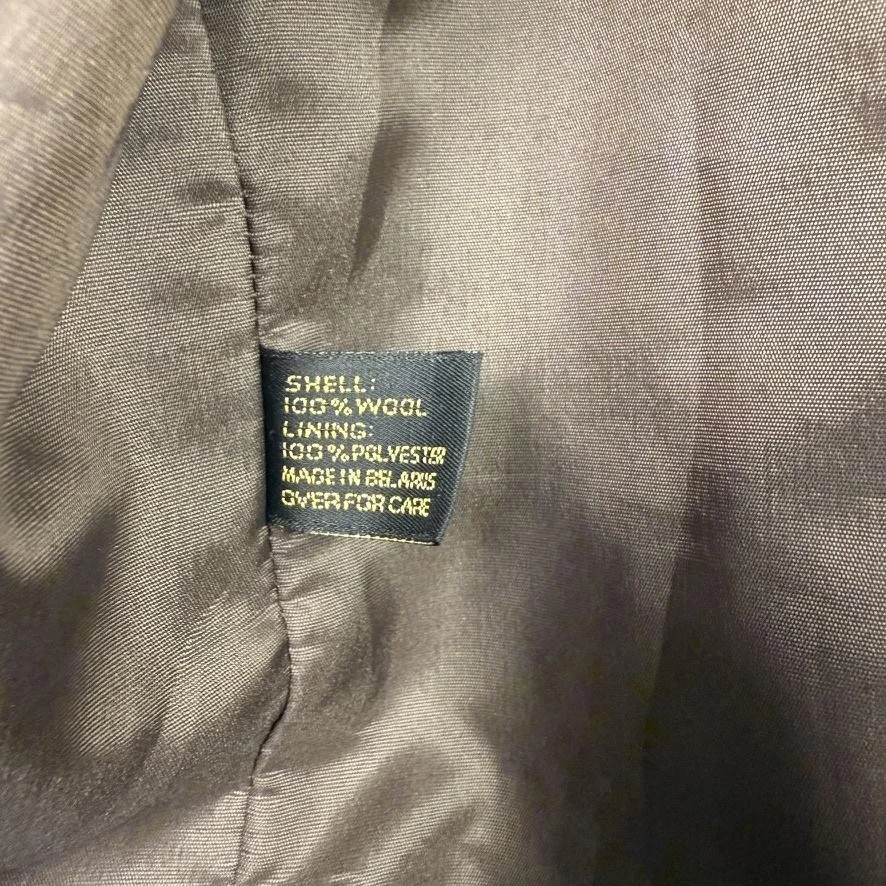 SHELL:
100% WOOL
LINING:
100% POLYESTER
MADE IN BELARUS
OVER FOR CARE